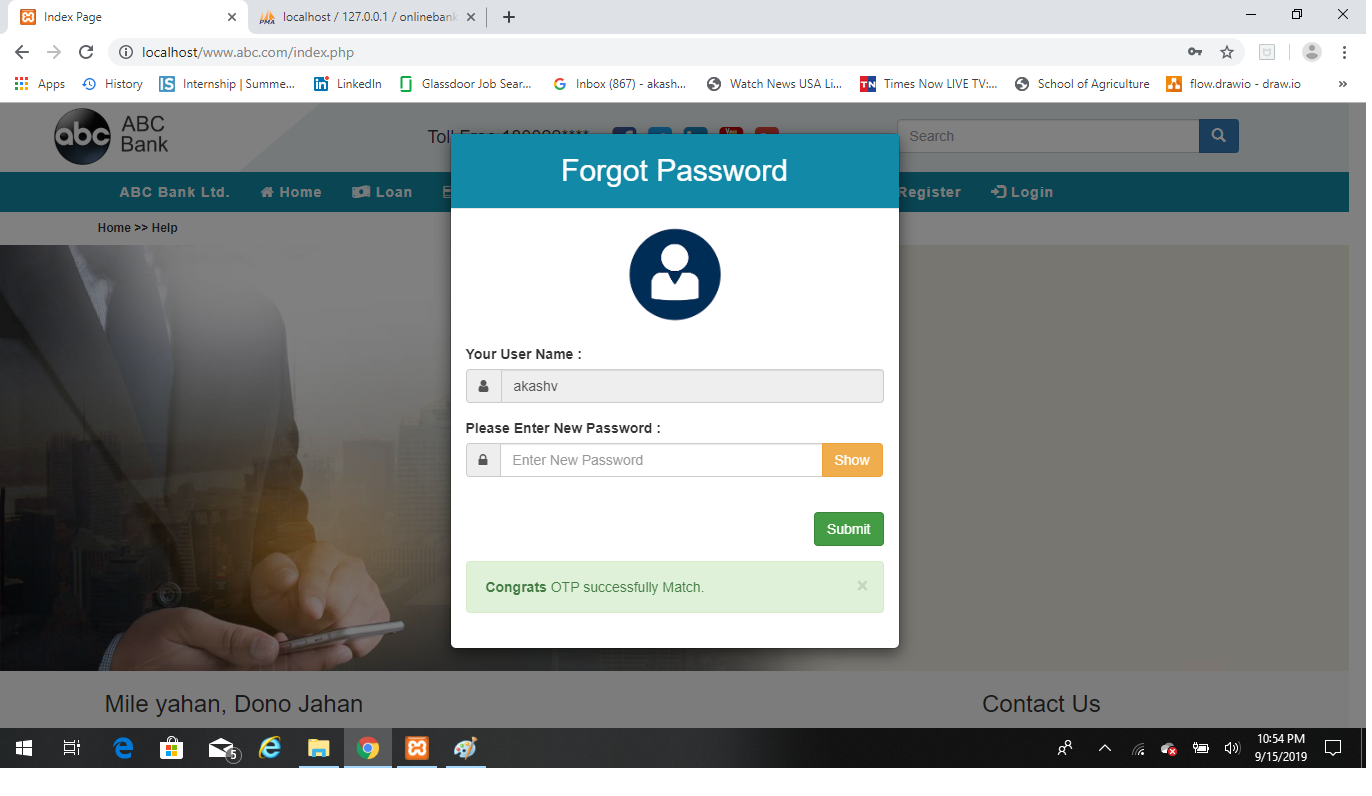 Index Page
localhost / 127.0.0.1 / onlinebank
localhost/www.abc.com/index.php
Apps History Internship | Summe... LinkedIn Glassdoor Job Sear... Inbox (867) - akash... Watch News USA Li... TN Times Now LIVE TV:... School of Agriculture flow.drawio - draw.io »
abc ABC
Bank
Toll Free
Search
ABC Bank Ltd. Home Loan Register Login
Home >> Help
Forgot Password
Your User Name :
akashv
Please Enter New Password :
Enter New Password Show
Submit
Congrats OTP successfully Match. ×
Mile yahan, Dono Jahan Contact Us
5
10:54 PM
9/15/2019